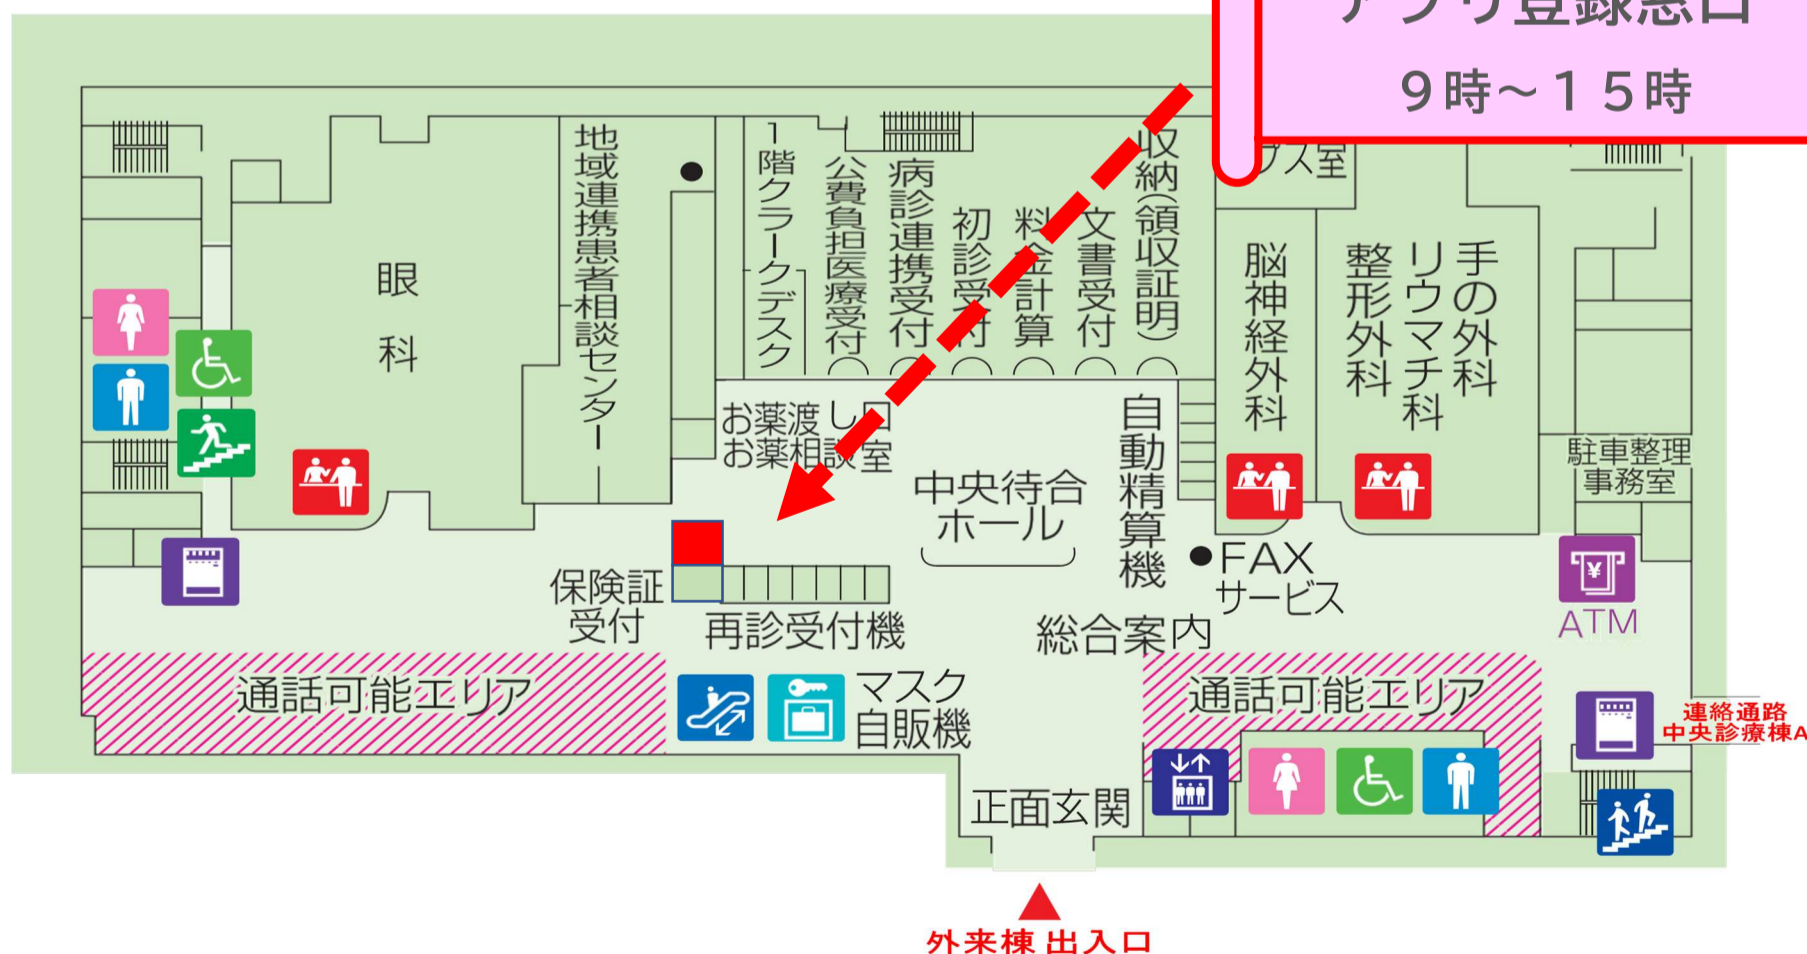 アプリ登録窓口
9時～15時
地域連携患者相談センター
1階クラークデスク
公費負担医療受付
病診連携受付
初診受付
料金計算
文書受付
収納(領収証明)
プス室
眼科
脳神経外科
整形外科
リウマチ科
手の外科
お薬渡し口
お薬相談室
中央待合
ホール
自動精算機
駐車整理
事務室
FAX
サービス
¥
ATM
保険証
受付
再診受付機
総合案内
通話可能エリア
マスク
自販機
通話可能エリア
連絡通路
中央診療棟A
正面玄関
外来棟 出入口